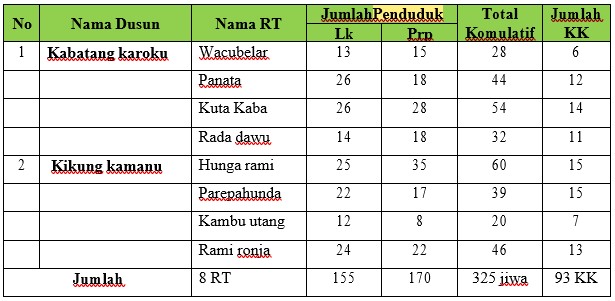 No Nama Dusun Nama RT JumlahPenduduk Total Komulatif Jumlah KK
Lk Prp
1 Kabatang karoku Wacubelar 13 15 28 6
Panata 26 18 44 12
Kuta Kaba 26 28 54 14
Rada dawu 14 18 32 11
2 Kikung kamanu Hunga rami 25 35 60 15
Parepahunda 22 17 39 15
Kambu utang 12 8 20 7
Rami ronja 24 22 46 13
Jumlah 8 RT 155 170 325 jiwa 93 KK